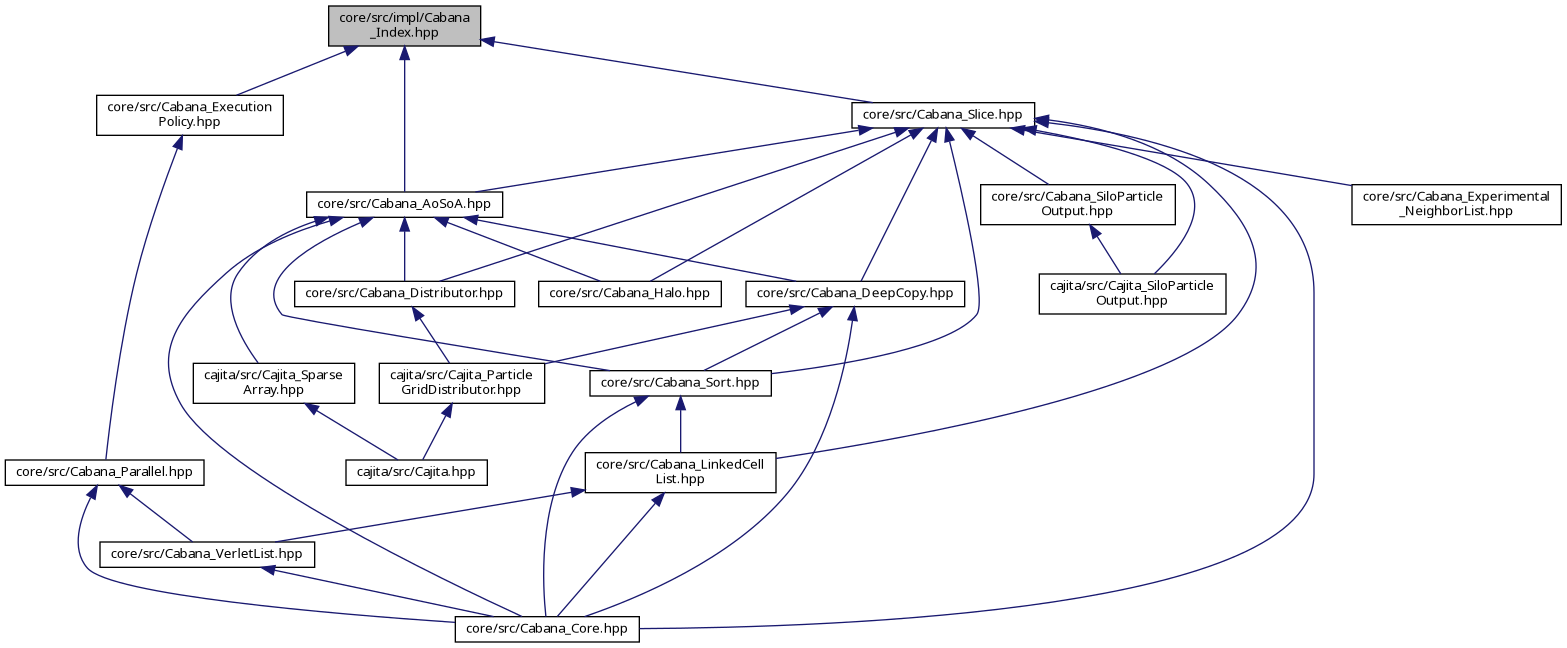 core/src/impl/Cabana
_Index.hpp
core/src/Cabana_Execution
Policy.hpp
core/src/Cabana_Slice.hpp
core/src/Cabana_AoSoA.hpp
core/src/Cabana_SiloParticle
Output.hpp
core/src/Cabana_Experimental
_NeighborList.hpp
core/src/Cabana_Distributor.hpp
core/src/Cabana_Halo.hpp
core/src/Cabana_DeepCopy.hpp
cajita/src/Cajita_SiloParticle
Output.hpp
cajita/src/Cajita_Sparse
Array.hpp
cajita/src/Cajita_Particle
GridDistributor.hpp
core/src/Cabana_Sort.hpp
core/src/Cabana_Parallel.hpp
cajita/src/Cajita.hpp
core/src/Cabana_LinkedCell
List.hpp
core/src/Cabana_VerletList.hpp
core/src/Cabana_Core.hpp